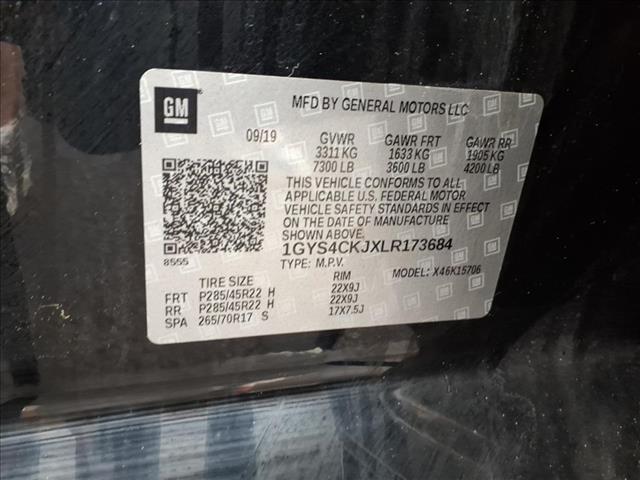 GM
MFD BY GENERAL MOTORS LLC
09/19 GVWR GAWR FRT GAWR RR
3311 KG 1633 KG 1905 KG
7300 LB 3600 LB 4200 LB
THIS VEHICLE CONFORMS TO ALL
APPLICABLE U.S. FEDERAL MOTOR
VEHICLE SAFETY STANDARDS IN EFFECT
ON THE DATE OF MANUFACTURE
SHOWN ABOVE.
8555
1GYS4CKJXLR173684
TYPE: M.P.V. MODEL: X46K15706
TIRE SIZE RIM
FRT P285/45R22 H 22X9J
RR P285/45R22 H 22X9J
SPA 265/70R17 S 17X7.5J